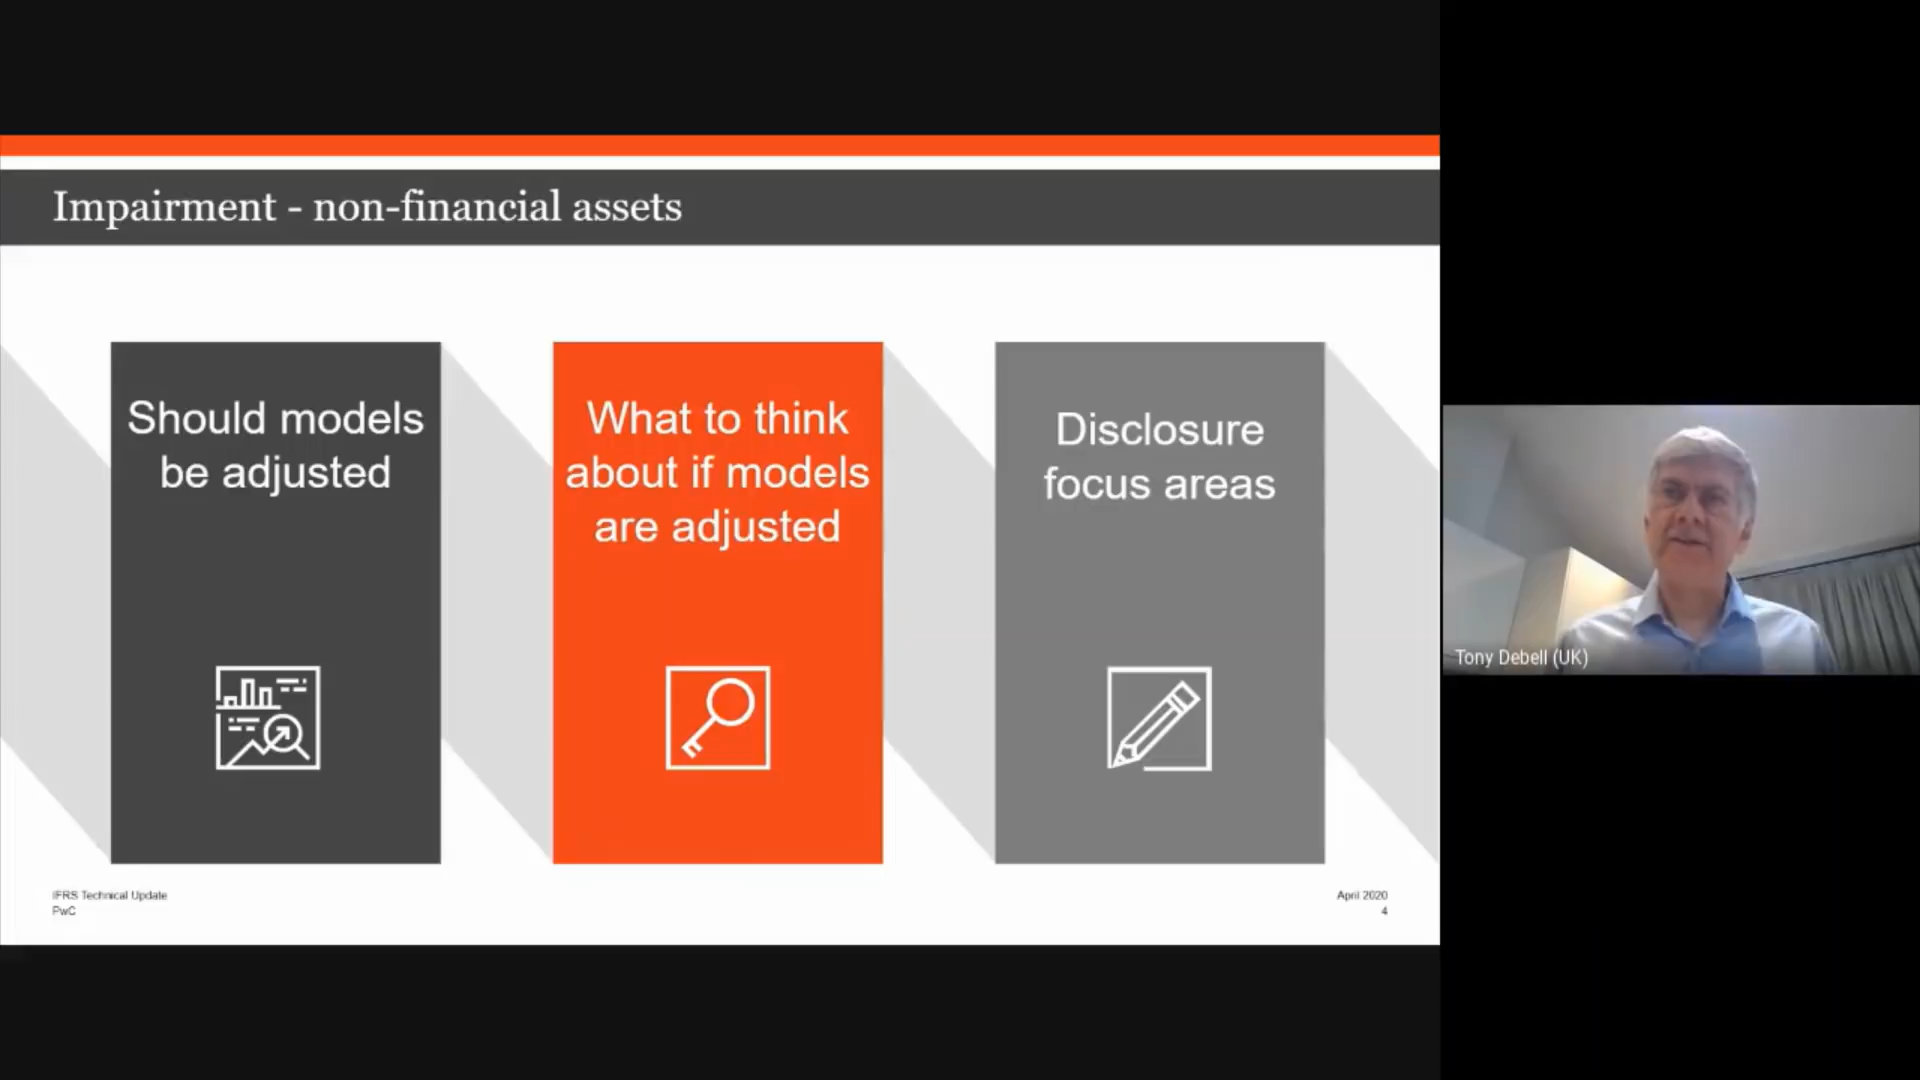 Impairment - non-financial assets
Should models
be adjusted
What to think
about if models
are adjusted
Disclosure
focus areas
IFRS Technical Update
PwC
April 2020
4
Tony Debell (UK)